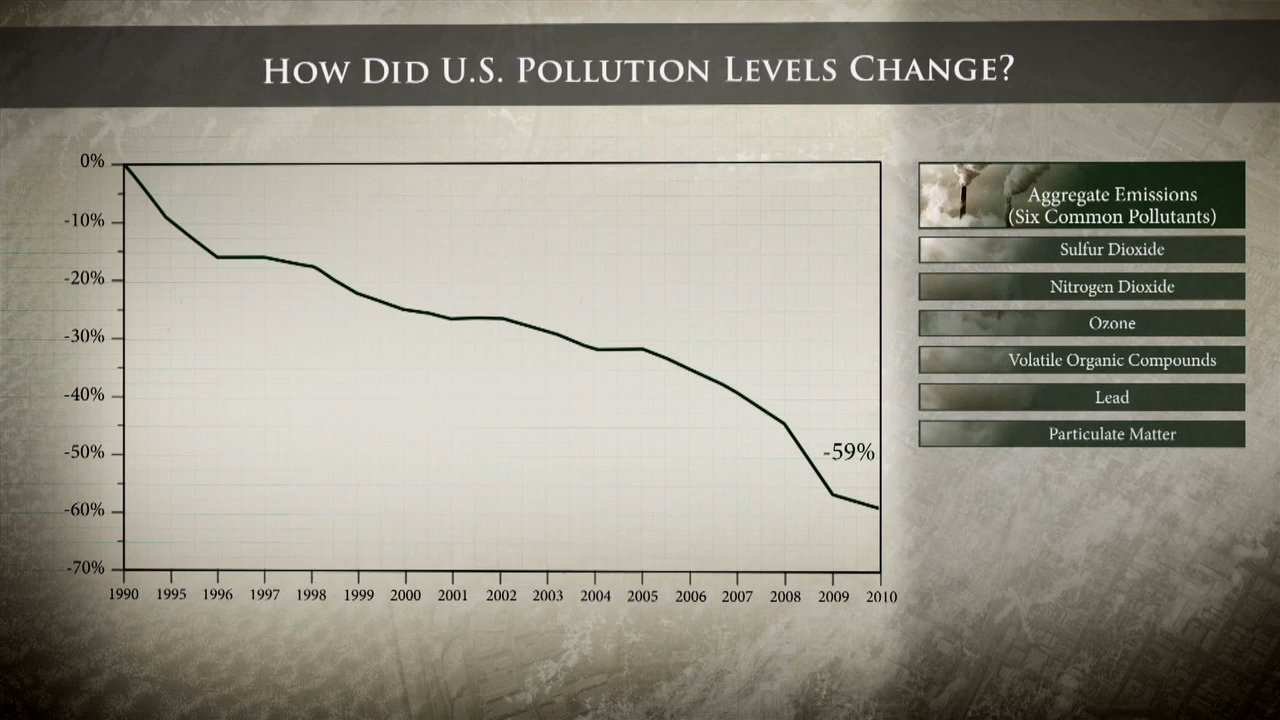 How Did U.S. Pollution Levels Change?
0%
-10%
-20%
-30%
-40%
-50%
-60%
-70%
-59%
1990 1995 1996 1997 1998 1999 2000 2001 2002 2003 2004 2005 2006 2007 2008 2009 2010
Aggregate Emissions
(Six Common Pollutants)
Sulfur Dioxide
Nitrogen Dioxide
Ozone
Volatile Organic Compounds
Lead
Particulate Matter